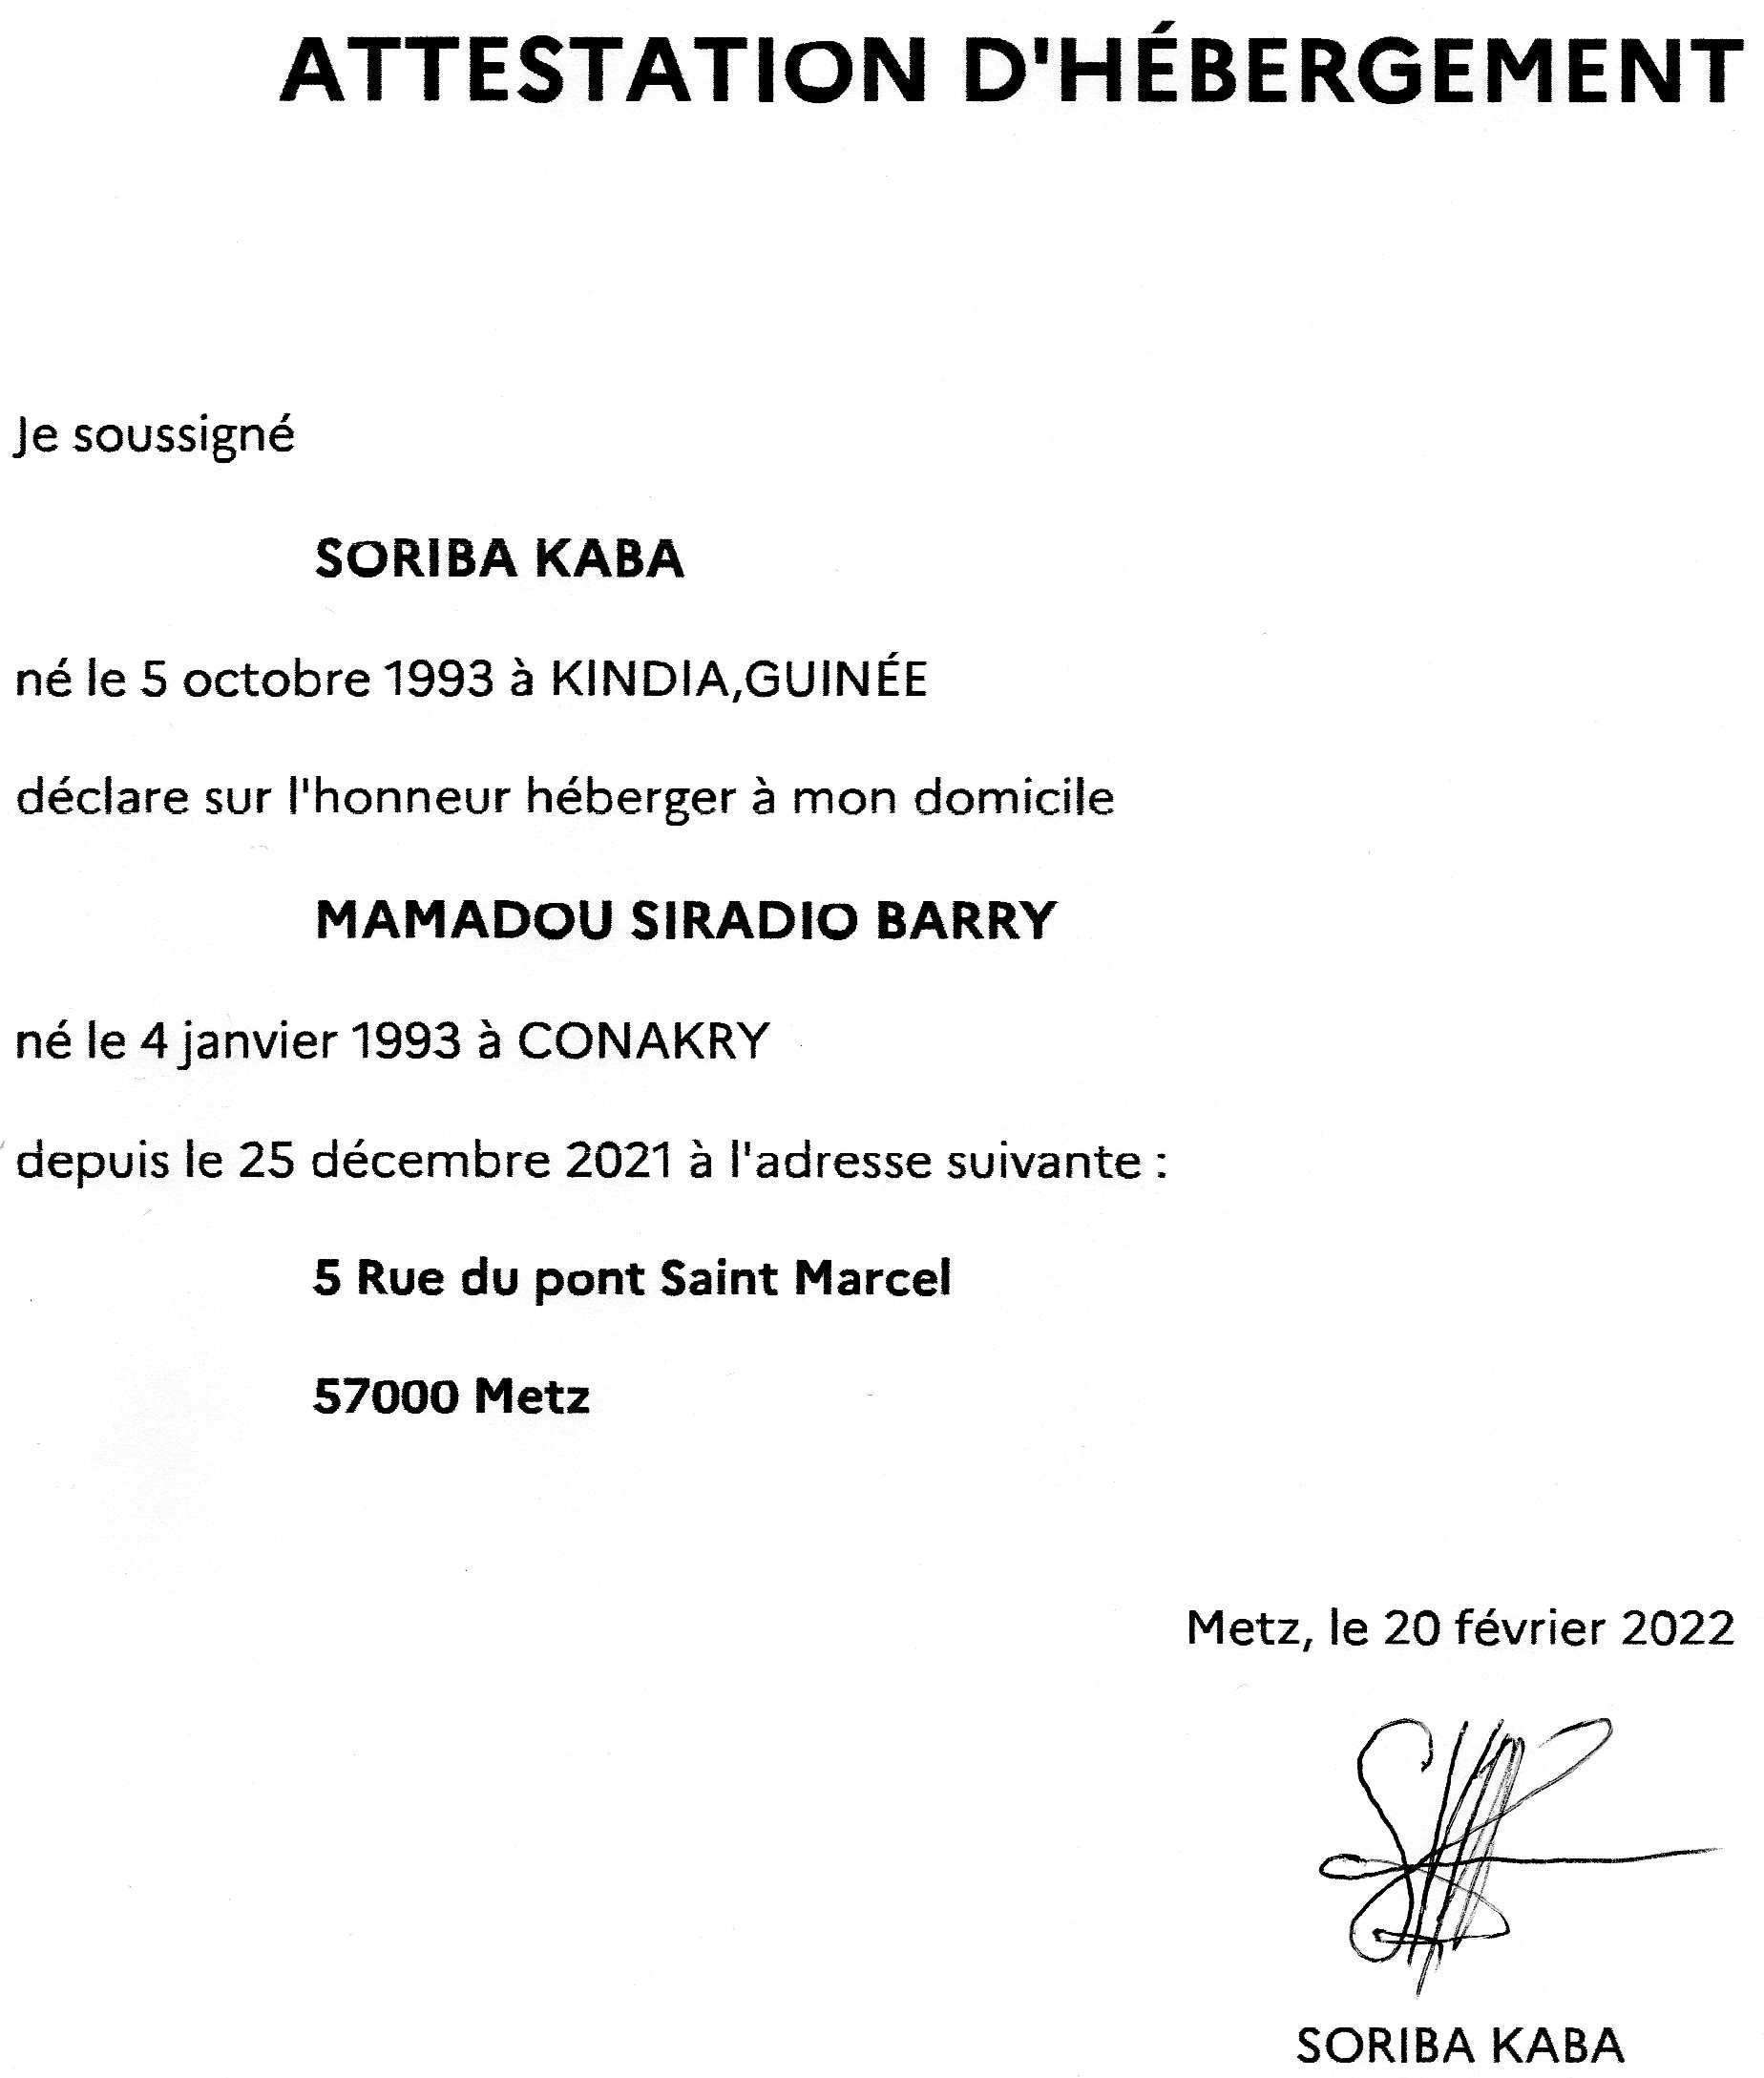 ATTESTATION D'HÉBERGEMENT
Je soussigné
SORIBA KABA
né le 5 octobre 1993 à KINDIA,GUINÉE
déclare sur l'honneur héberger à mon domicile
MAMADOU SIRADIO BARRY
né le 4 janvier 1993 à CONAKRY
depuis le 25 décembre 2021 à l'adresse suivante :
5 Rue du pont Saint Marcel
57000 Metz
Metz, le 20 février 2022
SORIBA KABA